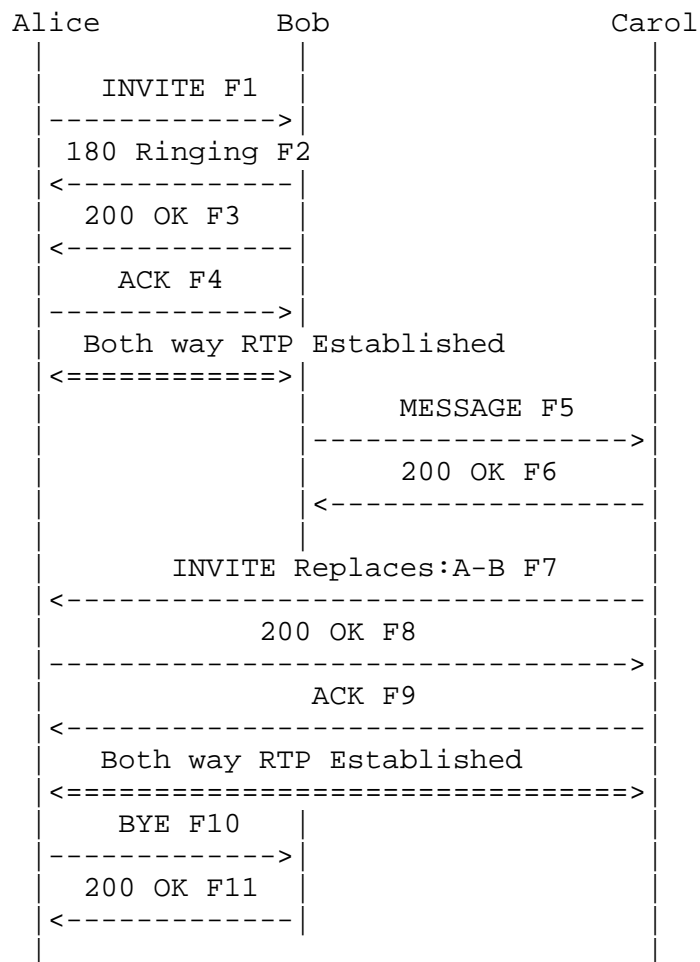 Alice Bob Carol
INVITE F1
180 Ringing F2
200 OK F3
ACK F4
Both way RTP Established
MESSAGE F5
200 OK F6
INVITE Replaces:A-B F7
200 OK F8
ACK F9
Both way RTP Established
BYE F10
200 OK F11